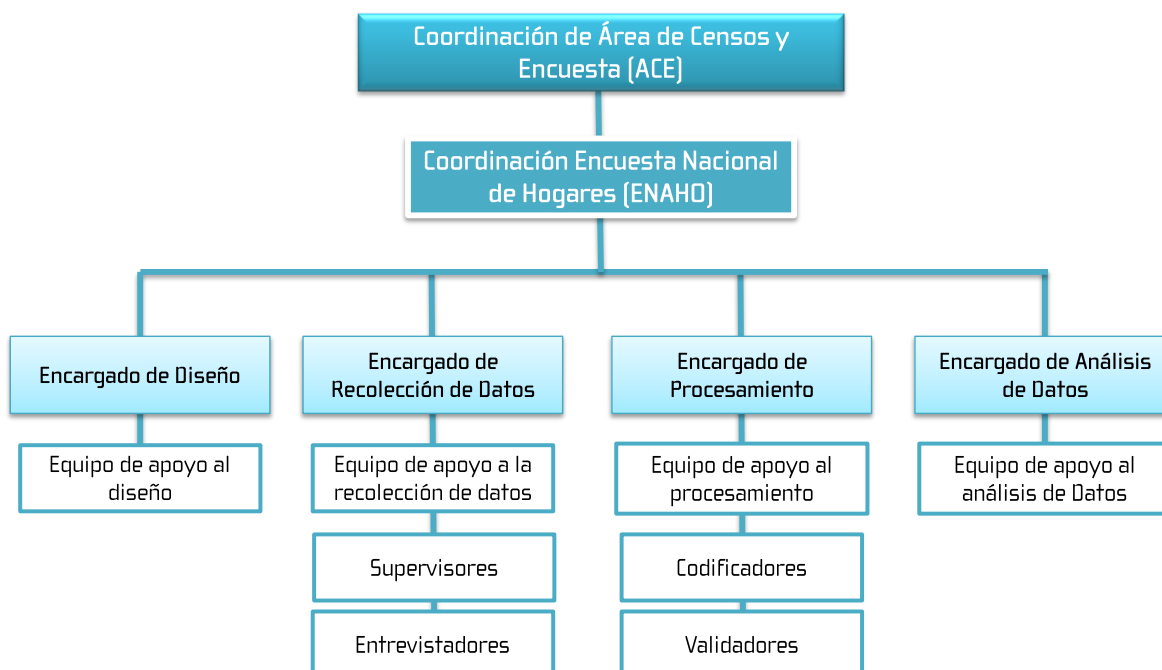 Coordinación de Área de Censos y
Encuesta (ACE)
Coordinación Encuesta Nacional
de Hogares (ENAHO)
Encargado de Diseño
Encargado de
Recolección de Datos
Encargado de
Procesamiento
Encargado de Análisis
de Datos
Equipo de apoyo al
diseño
Equipo de apoyo a la
recolección de datos
Equipo de apoyo al
procesamiento
Equipo de apoyo al
análisis de Datos
Supervisores
Codificadores
Entrevistadores
Validadores